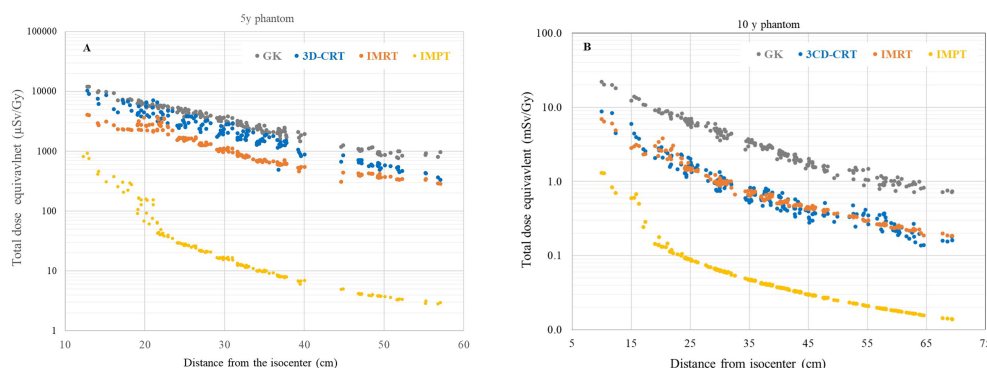 5y phantom
A
GK 3D-CRT IMRT IMPT
Total dose equivavlnet (µSv/Gy)
100000
10000
1000
100
10
1
10 20 30 40 50 60
Distance from the isocenter (cm)
10 y phantom
B
GK 3CD-CRT IMRT IMPT
Total dose equivavlent (mSv/Gy)
100.0
10.0
1.0
0.1
0.0
5 15 25 35 45 55 65 75
Distance from isocenter (cm)